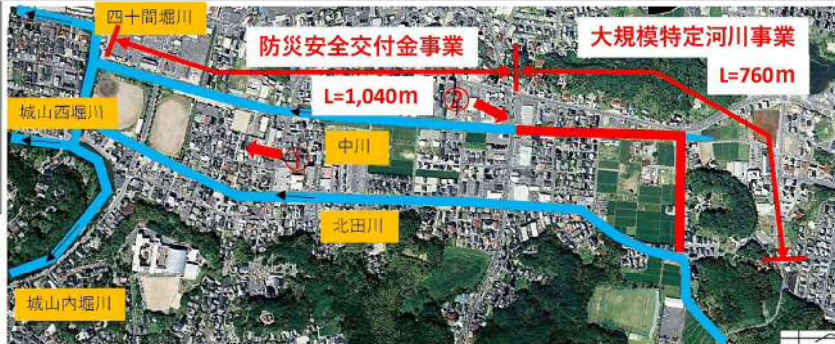 四十間堀川
防災安全交付金事業
大規模特定河川事業
L=1,040m
L=760m
城山西堀川
②
中川
①
北田川
城山内堀川